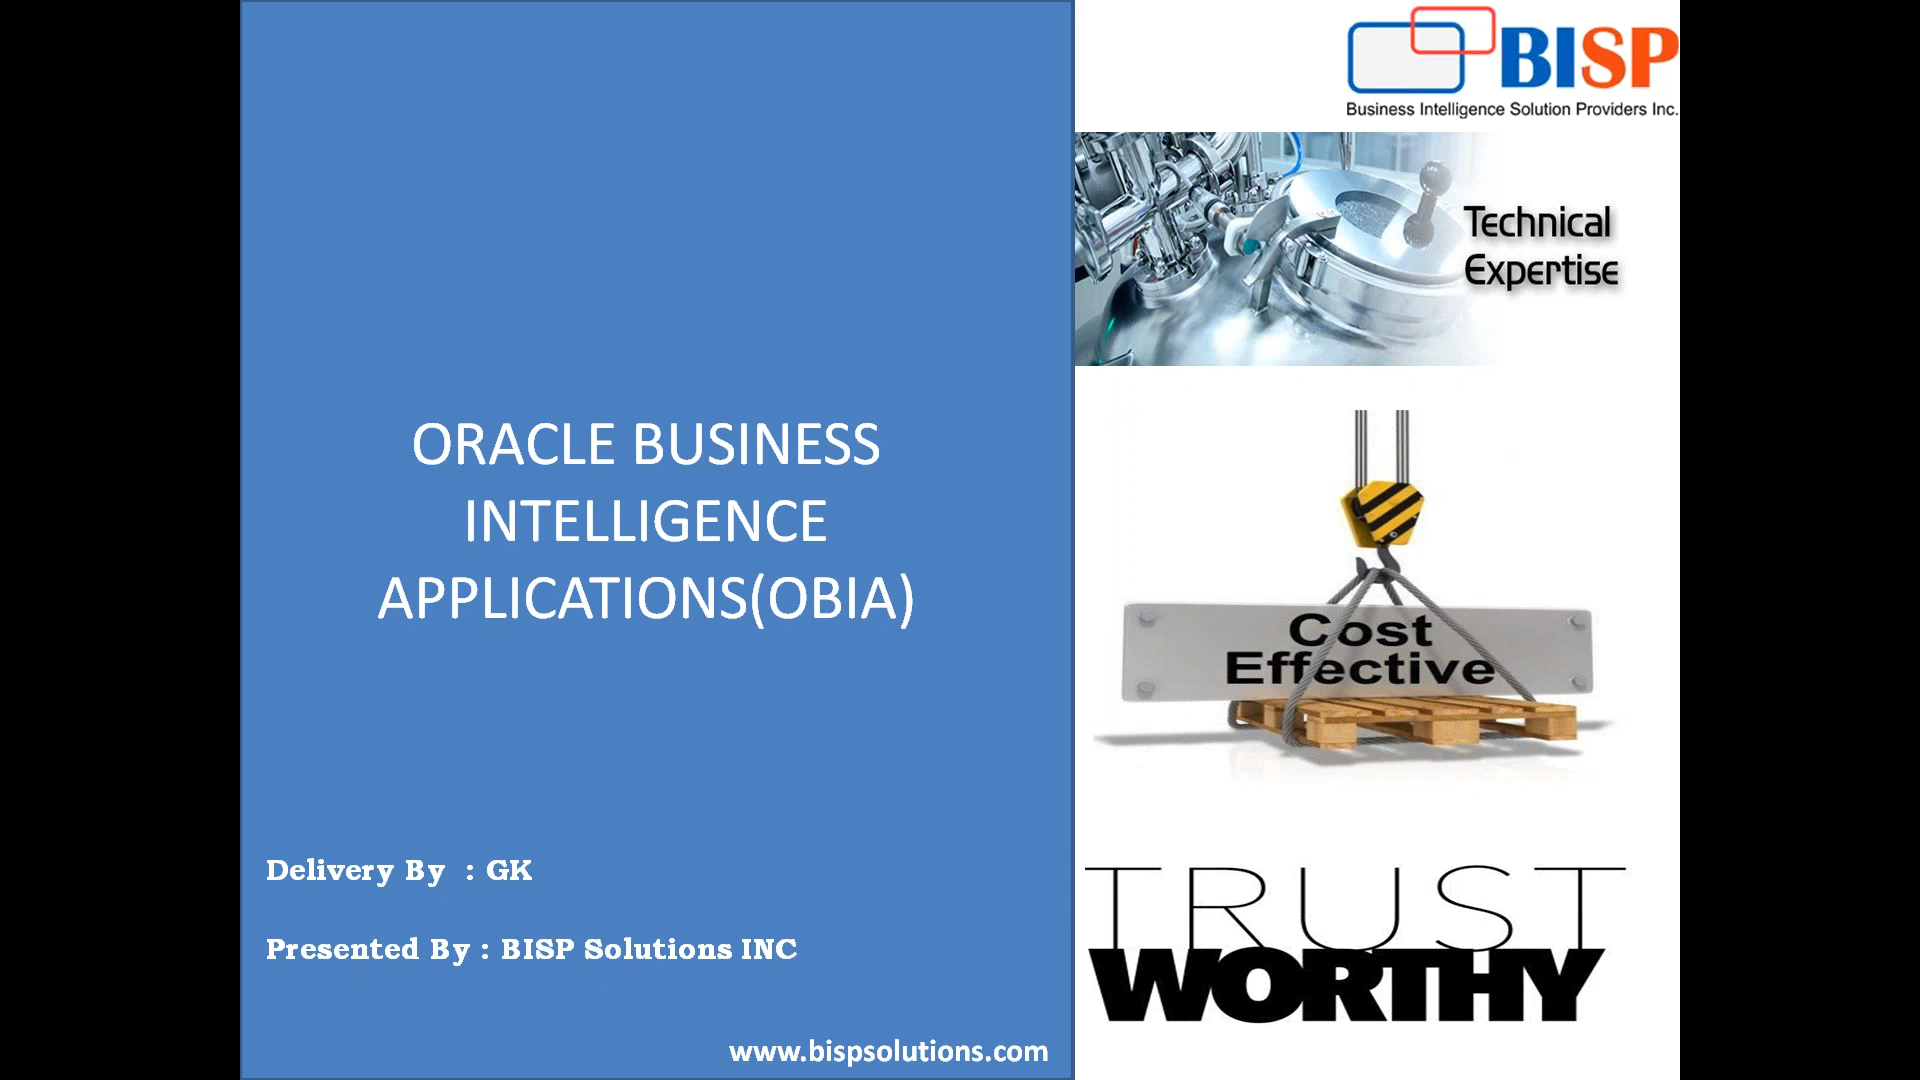 ORACLE BUSINESS
INTELLIGENCE
APPLICATIONS(OBIA)
Delivery By : GK
Presented By : BISP Solutions INC
www.bispsolutions.com
BISP
Business Intelligence Solution Providers Inc.
Technical
Expertise
Cost
Effective
TRUST
WORTHY